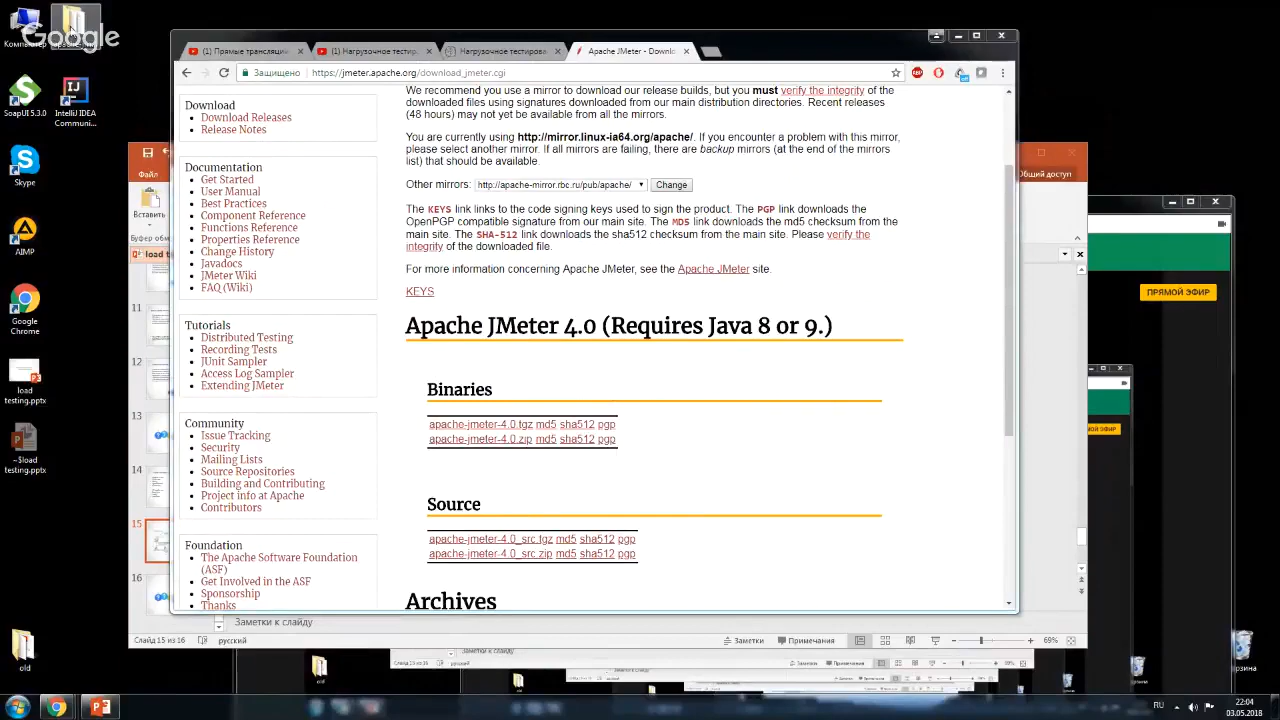 Google
Компьютер
SoapUI 5.3.0
IntelliJ IDEA
Communi...
Skype
AIMP
Google
Chrome
load
testing.pptx
~$load
testing.pptx
old
(1) Прямые трансляции
(1) Нагрузочное тестир
Нагрузочное тестирова
Apache JMeter - Downlo
Защищено
https://jmeter.apache.org/download_jmeter.cgi
Download
Download Releases
Release Notes
Documentation
Get Started
User Manual
Best Practices
Component Reference
Functions Reference
Properties Reference
Change History
Javadocs
JMeter Wiki
FAQ (Wiki)
Tutorials
Distributed Testing
Recording Tests
JUnit Sampler
Access Log Sampler
Extending JMeter
Community
Issue Tracking
Security
Mailing Lists
Source Repositories
Building and Contributing
Project info at Apache
Contributors
Foundation
The Apache Software Foundation
(ASF)
Get Involved in the ASF
Sponsorship
Thanks
We recommend you use a mirror to download our release builds, but you must verify the integrity of
the downloaded files using signatures downloaded from our main distribution directories. Recent releases
(48 hours) may not yet be available from all the mirrors.
You are currently using http://mirror.linux-ia64.org/apache/. If you encounter a problem with this mirror,
please select another mirror. If all mirrors are failing, there are backup mirrors (at the end of the mirrors
list) that should be available.
Other mirrors: http://apache-mirror.rbc.ru/pub/apache/ Change
The KEYS link links to the code signing keys used to sign the product. The PGP link downloads the
OpenPGP compatible signature from our main site. The MD5 link downloads the md5 checksum from the
main site. The SHA-512 link downloads the sha512 checksum from the main site. Please verify the
integrity of the downloaded file.
For more information concerning Apache JMeter, see the Apache JMeter site.
KEYS
Apache JMeter 4.0 (Requires Java 8 or 9.)
Binaries
apache-jmeter-4.0.tgz md5 sha512 pgp
apache-jmeter-4.0.zip md5 sha512 pgp
Source
apache-jmeter-4.0_src.tgz md5 sha512 pgp
apache-jmeter-4.0_src.zip md5 sha512 pgp
Archives
Файл
Вставить
Буфер обм
load t
11
12
13
14
15
16
Общий доступ
ПРЯМОЙ ЭФИР
Заметки к слайду
Слайд 15 из 16
русский
Заметки
Примечания
69%
Слайд 15 из 16
русский
Заметки
Примечания
RU
22:04
03.05.2018